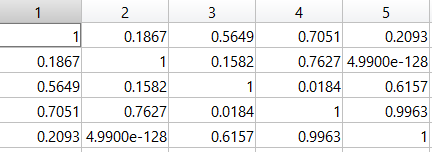 1 2 3 4 5
1 0.1867 0.5649 0.7051 0.2093
0.1867 1 0.1582 0.7627 4.9900e-128
0.5649 0.1582 1 0.0184 0.6157
0.7051 0.7627 0.0184 1 0.9963
0.2093 4.9900e-128 0.6157 0.9963 1